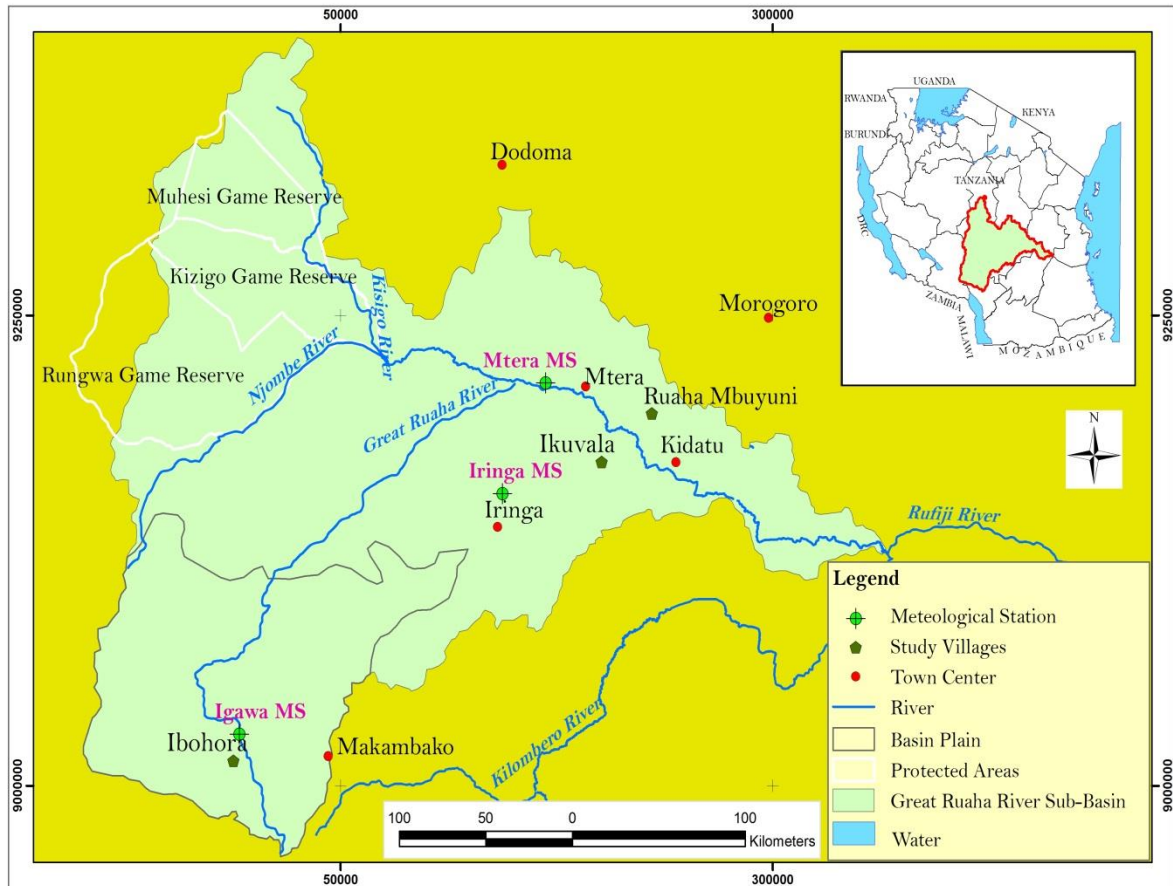 50000
300000
9250000
9250000
9000000
9000000
50000
300000
UGANDA
RWANDA
KENYA
BURUNDI
TANZANIA
DRC
ZAMBIA
MALAWI
MOZAMBIQUE
N
Dodoma
Muhesi Game Reserve
Kizigo Game Reserve
Kisigo River
Morogoro
Rungwa Game Reserve
Njombe River
Mtera MS
Mtera
Great Ruaha River
Ruaha Mbuyuni
Ikuvala
Kidatu
Iringa MS
Iringa
Rufiji River
Igawa MS
Ibohora
Makambako
Kilombero River
Legend
Meteological Station
Study Villages
Town Center
River
Basin Plain
Protected Areas
Great Ruaha River Sub-Basin
Water
100 50 0 100
Kilometers